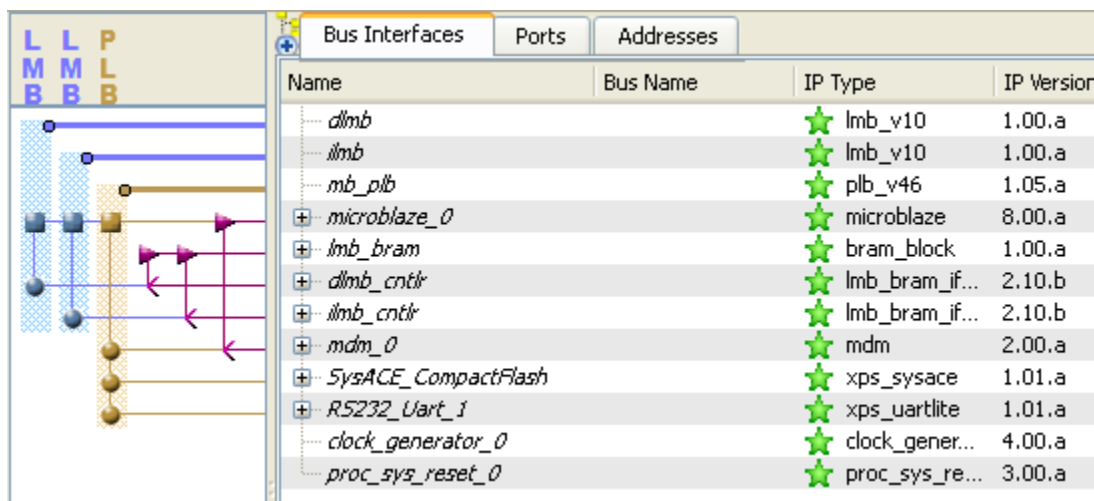 L L P
M M L
B B B
Bus Interfaces Ports Addresses
Name Bus Name IP Type IP Version
dlmb lmb_v10 1.00.a
ilmb lmb_v10 1.00.a
mb_plb plb_v46 1.05.a
microblaze_0 microblaze 8.00.a
lmb_bram bram_block 1.00.a
dlmb_cntlr lmb_bram_if... 2.10.b
ilmb_cntlr lmb_bram_if... 2.10.b
mdm_0 mdm 2.00.a
SysACE_CompactFlash xps_sysace 1.01.a
RS232_Uart_1 xps_uartlite 1.01.a
clock_generator_0 clock_gener... 4.00.a
proc_sys_reset_0 proc_sys_re... 3.00.a